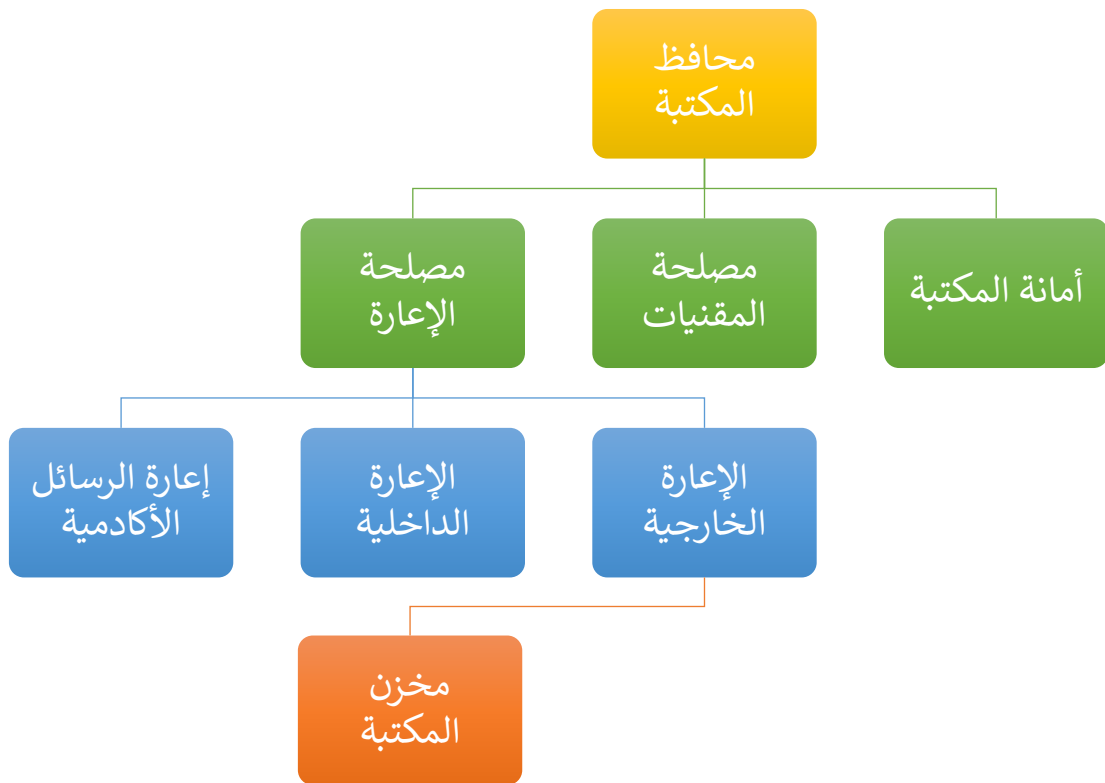 محافظ
المكتبة
أمانة المكتبة
مصلحة
المقنيات
مصلحة
الإعارة
الإعارة
الخارجية
الإعارة
الداخلية
إعارة الرسائل
الأكادمية
مخزن
المكتبة